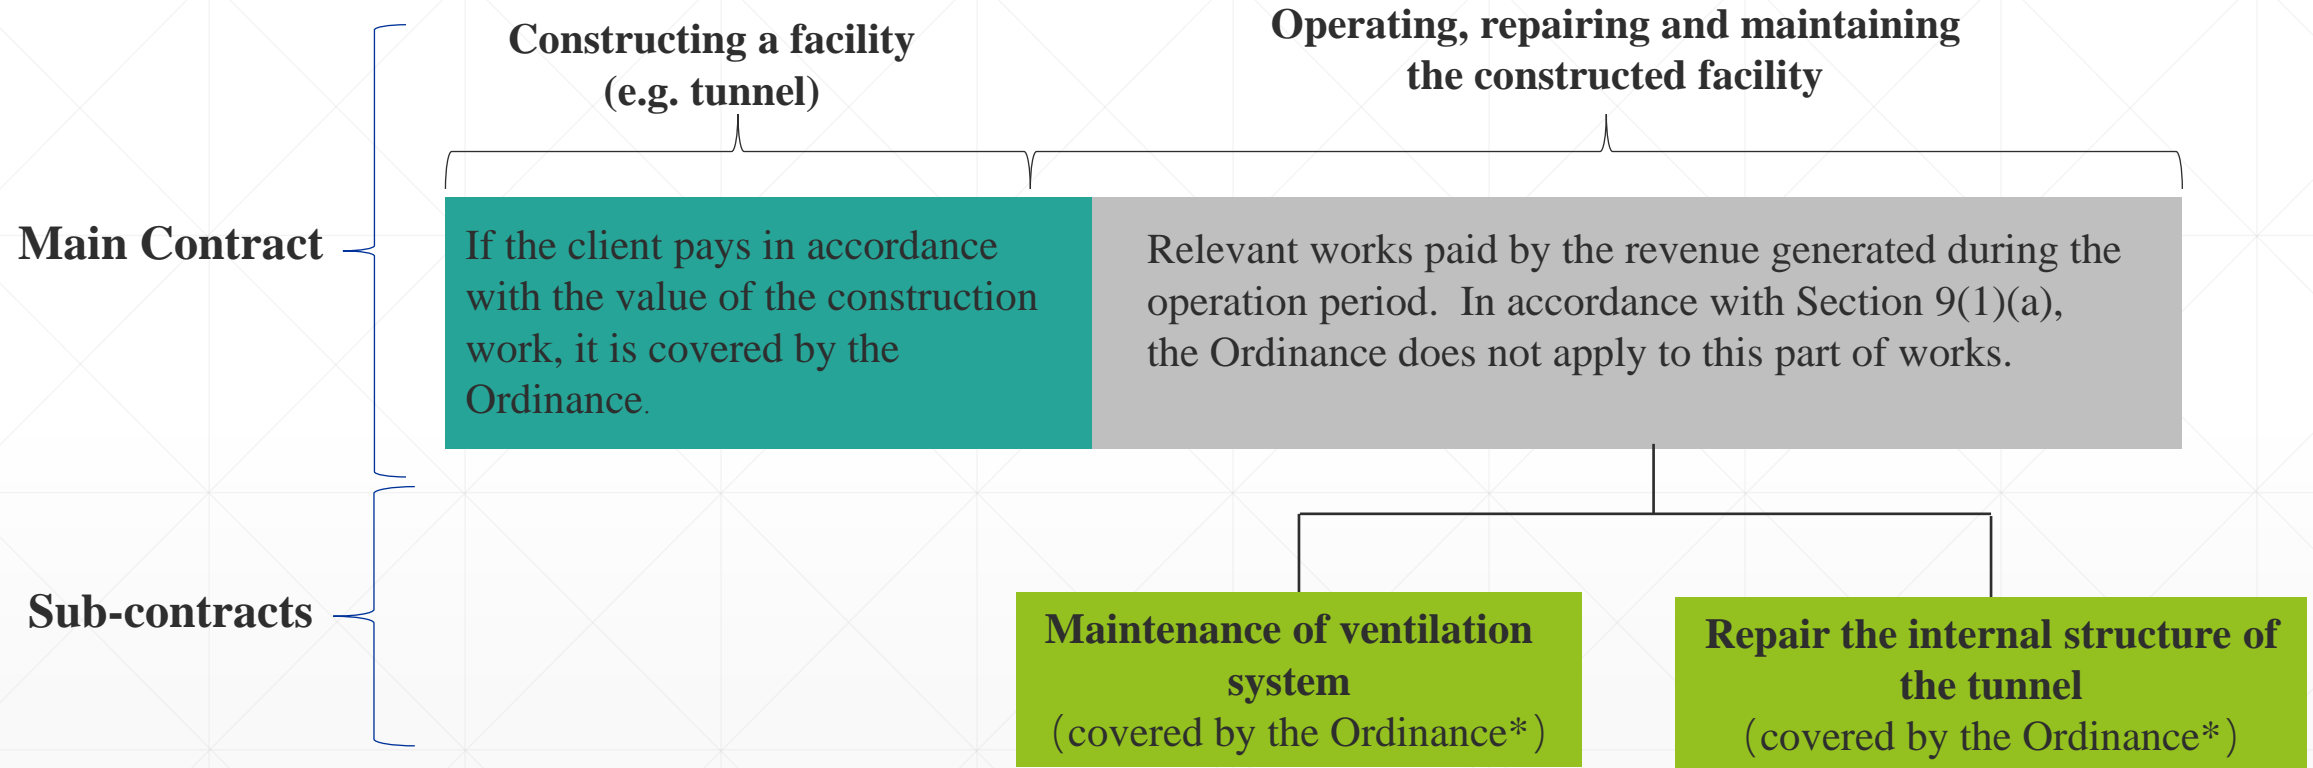 Constructing a facility
(e.g. tunnel)
Operating, repairing and maintaining
the constructed facility
Main Contract
If the client pays in accordance
with the value of the construction
work, it is covered by the
Ordinance.
Relevant works paid by the revenue generated during the
operation period.  In accordance with Section 9(1)(a),
the Ordinance does not apply to this part of works.
Sub-contracts
Maintenance of ventilation
system
（covered by the Ordinance*）
Repair the internal structure of
the tunnel
（covered by the Ordinance*）